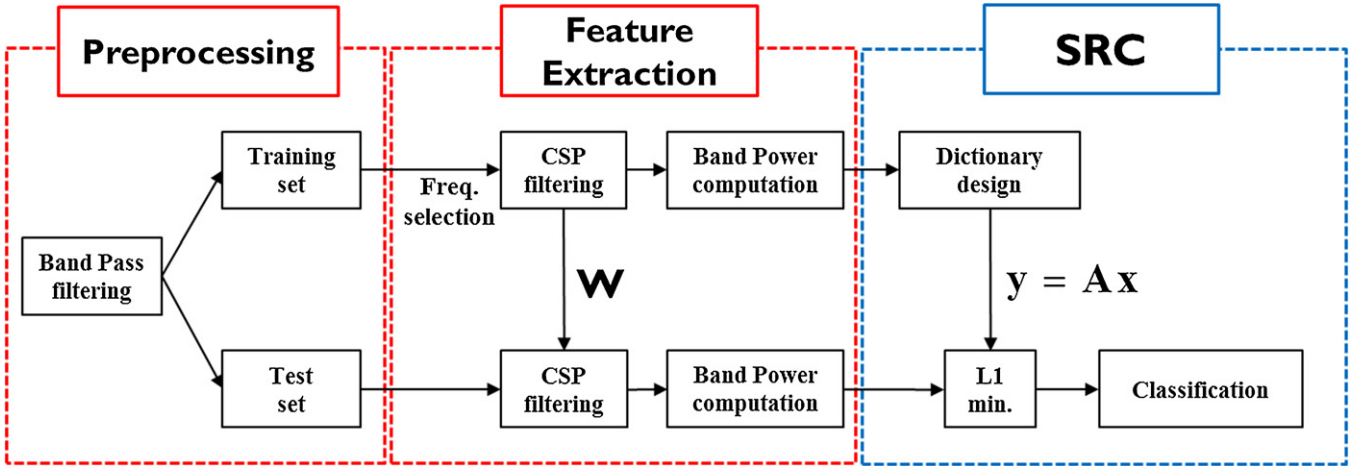 Preprocessing
Feature
Extraction
SRC
Training
set
Freq.
selection
CSP
filtering
Band Power
computation
Dictionary
design
Band Pass
filtering
W
y = A x
Test
set
CSP
filtering
Band Power
computation
L1
min.
Classification